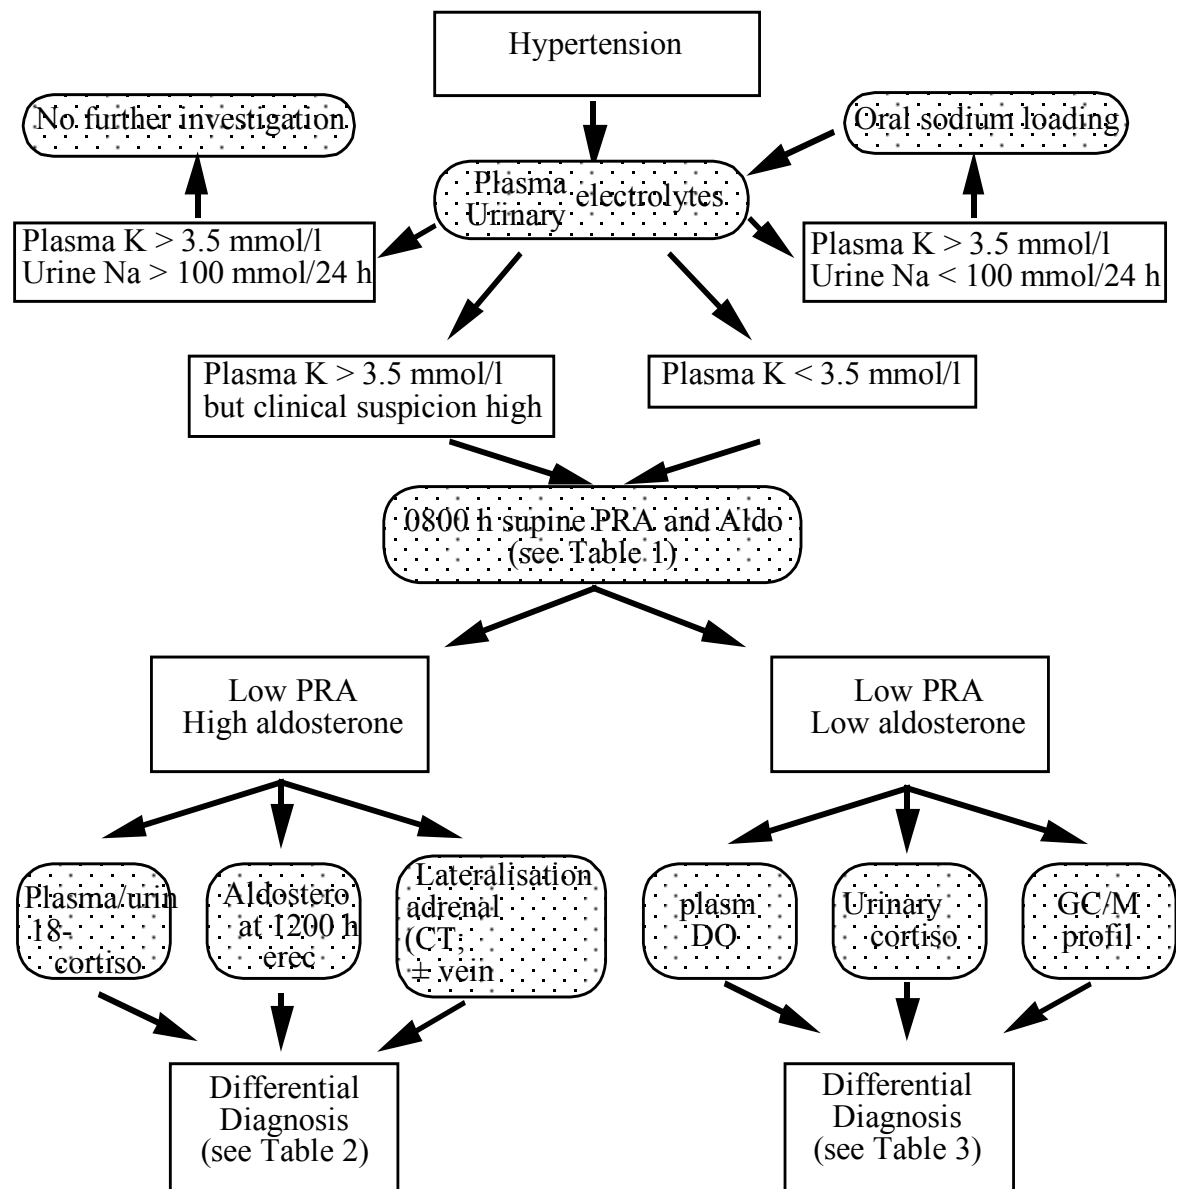 Hypertension
No further investigation
Oral sodium loading
Plasma
Urinary
electrolytes
Plasma K > 3.5 mmol/l
Urine Na > 100 mmol/24 h
Plasma K > 3.5 mmol/l
Urine Na < 100 mmol/24 h
Plasma K > 3.5 mmol/l
but clinical suspicion high
Plasma K < 3.5 mmol/l
0800 h supine PRA and Aldo
(see Table 1)
Low PRA
High aldosterone
Low PRA
Low aldosterone
Plasma/urin
18-
cortiso
Aldostero
at 1200 h
erec
Lateralisation
adrenal
(CT,
± vein
plasm
DO
Urinary
cortiso
GC/M
profil
Differential
Diagnosis
(see Table 2)
Differential
Diagnosis
(see Table 3)